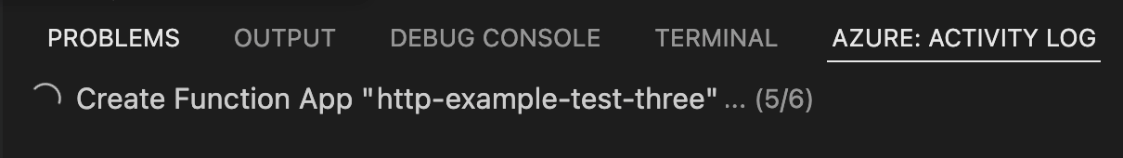 PROBLEMS OUTPUT DEBUG CONSOLE TERMINAL AZURE: ACTIVITY LOG
Create Function App "http-example-test-three" ... (5/6)